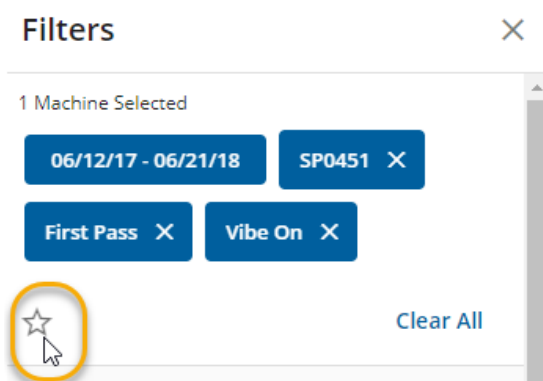 Filters
1 Machine Selected
06/12/17 - 06/21/18
SP0451
First Pass
Vibe On
Clear All